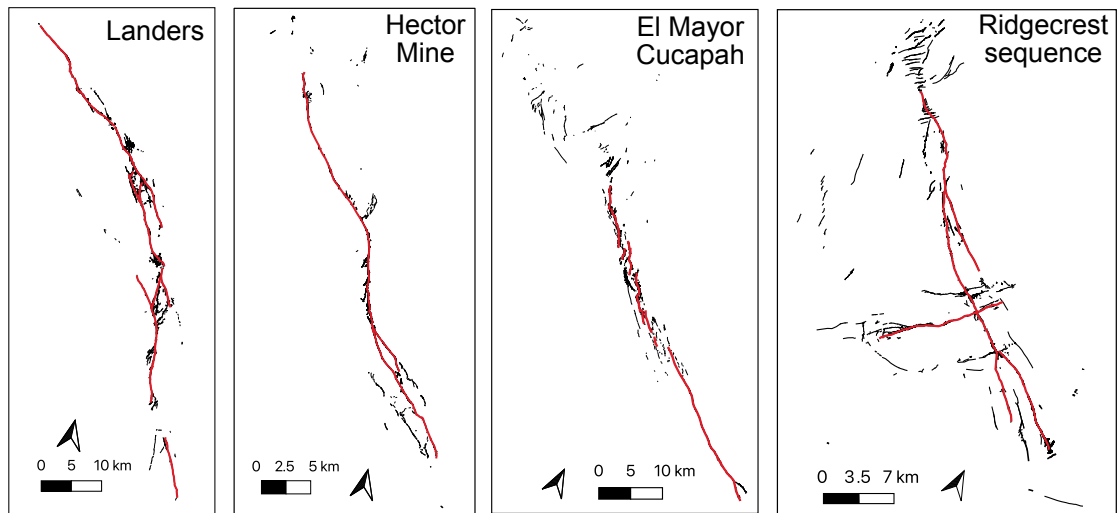 Landers
0 5 10 km
Hector
Mine
0 2.5 5 km
El Mayor
Cucapah
0 5 10 km
Ridgecrest
sequence
0 3.5 7 km